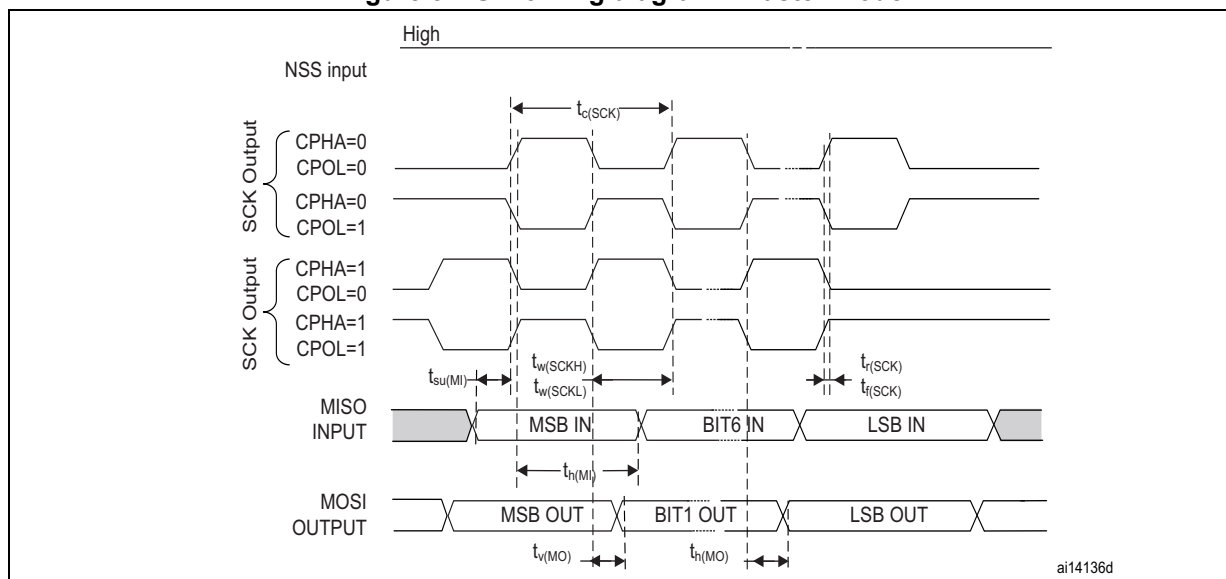 High
NSS input
tc(SCK)
SCK Output
CPHA=0
CPOL=0
CPHA=0
CPOL=1
SCK Output
CPHA=1
CPOL=0
CPHA=1
CPOL=1
tsu(MI)
tw(SCKH)
tw(SCKL)
tr(SCK)
tf(SCK)
MISO
INPUT
MSB IN
BIT6 IN
LSB IN
th(MI)
MOSI
OUTPUT
MSB OUT
BIT1 OUT
LSB OUT
tv(MO)
th(MO)
ai14136d